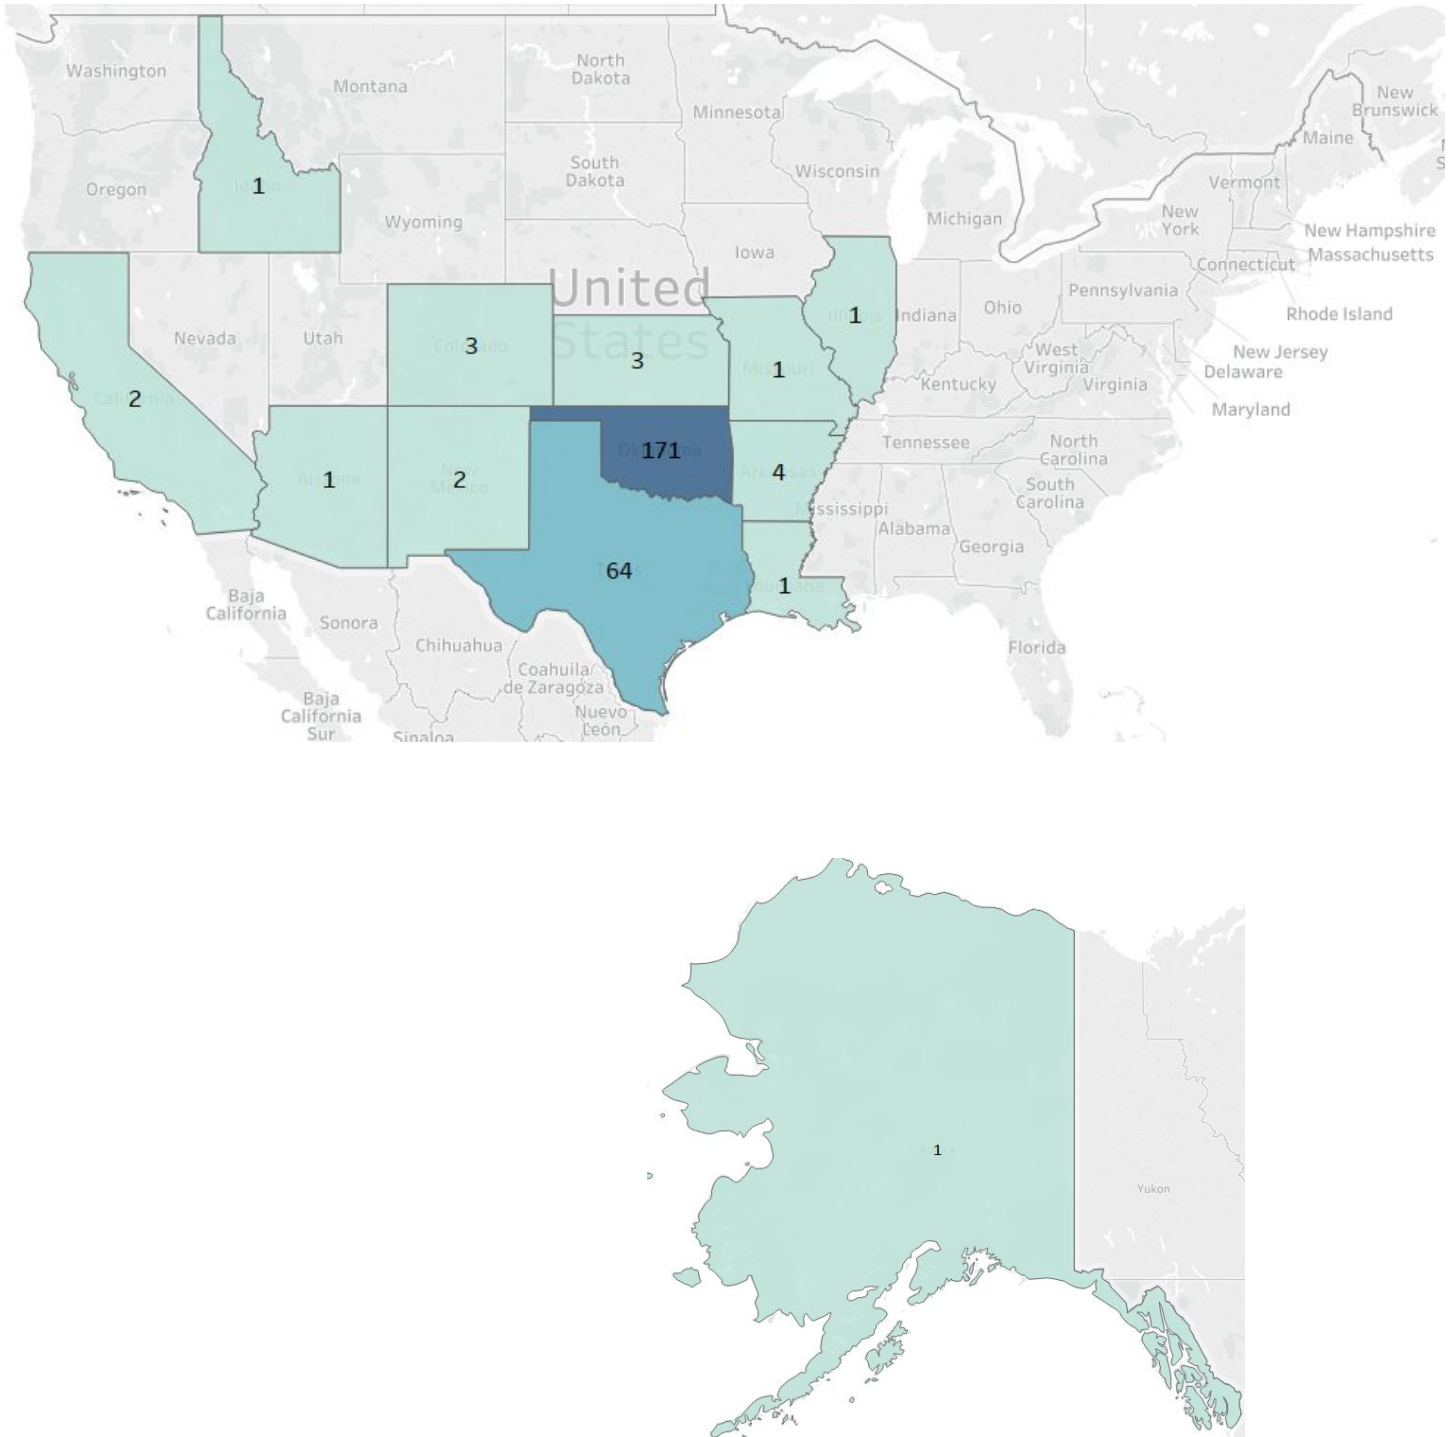 Washington
Montana
North
Dakota
Minnesota
New
Brunswick
Maine
Oregon
1
South
Dakota
Wisconsin
Vermont
Wyoming
Michigan
New
York
New Hampshire
Massachusetts
Iowa
Connecticut
United
States
Pennsylvania
Nevada
Utah
3
3
1
1
Indiana
Ohio
Rhode Island
New Jersey
West
Virginia
Delaware
Kentucky
Virginia
Maryland
2
1
2
171
4
Tennessee
North
Carolina
South
Carolina
Mississippi
Alabama
Georgia
64
1
Baja
California
Sonora
Chihuahua
Coahuila
de Zaragoza
Florida
Baja
California
Sur
Nuevo
León
Sinaloa
1
Yukon